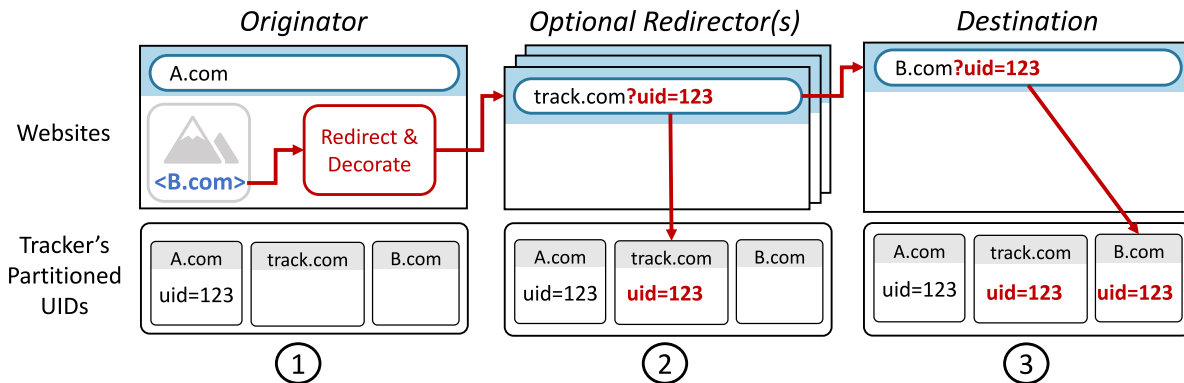 Originator
Optional Redirector(s)
Destination
Websites
A.com
<B.com>
Redirect &
Decorate
track.com?uid=123
B.com?uid=123
Tracker's
Partitioned
UIDs
A.com
track.com
B.com
uid=123
A.com
track.com
B.com
uid=123
uid=123
A.com
track.com
B.com
uid=123
uid=123
uid=123
1
2
3